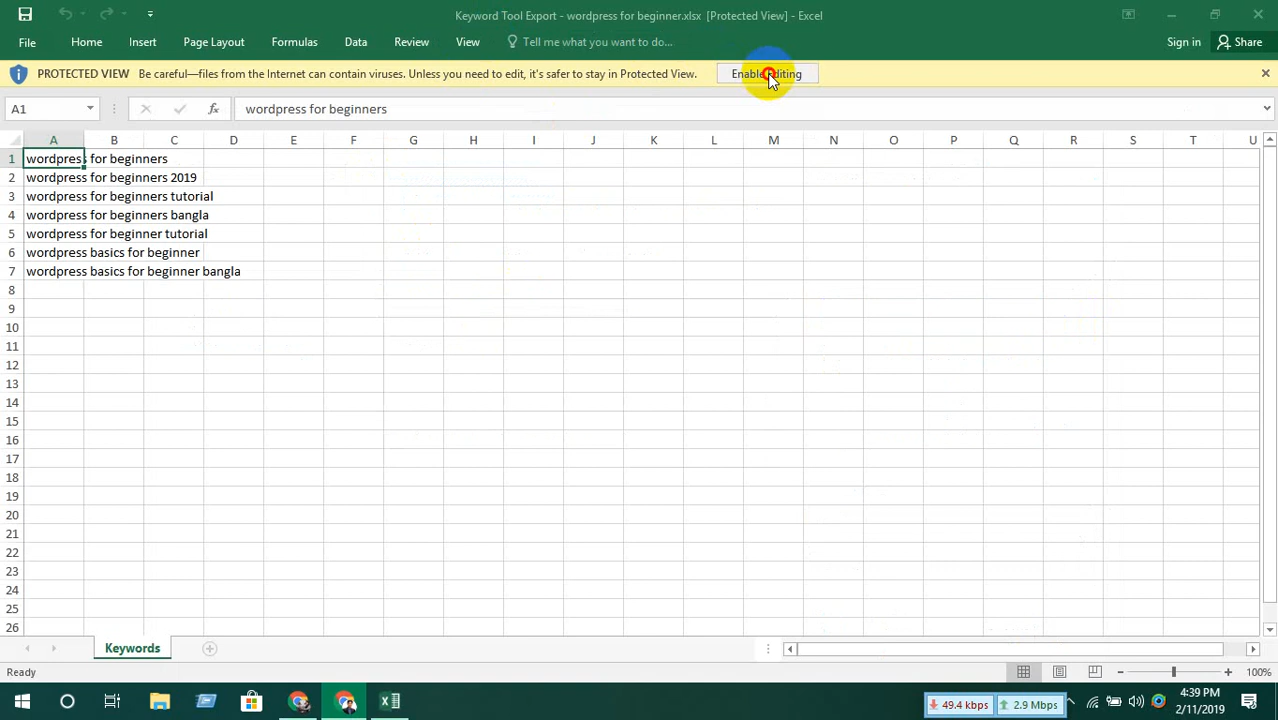 Keyword Tool Export - wordpress for beginner.xlsx [Protected View] - Excel
File Home Insert Page Layout Formulas Data Review View Tell me what you want to do... Sign in Share
PROTECTED VIEW Be careful—files from the Internet can contain viruses. Unless you need to edit, it's safer to stay in Protected View. Enable Editing
A1 fx wordpress for beginners
A B C D E F G H I J K L M N O P Q R S T U
1 wordpress for beginners
2 wordpress for beginners 2019
3 wordpress for beginners tutorial
4 wordpress for beginners bangla
5 wordpress for beginner tutorial
6 wordpress basics for beginner
7 wordpress basics for beginner bangla
8
9
10
11
12
13
14
15
16
17
18
19
20
21
22
23
24
25
26
Keywords
Ready 100%
49.4 kbps 2.9 Mbps 4:39 PM
2/11/2019